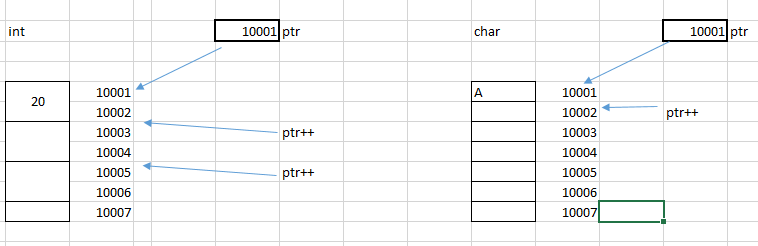 int 10001 ptr char 10001 ptr
20 10001 A 10001
10002 10002 ptr++
10003 ptr++ 10003
10004 10004
10005 ptr++ 10005
10006 10006
10007 10007